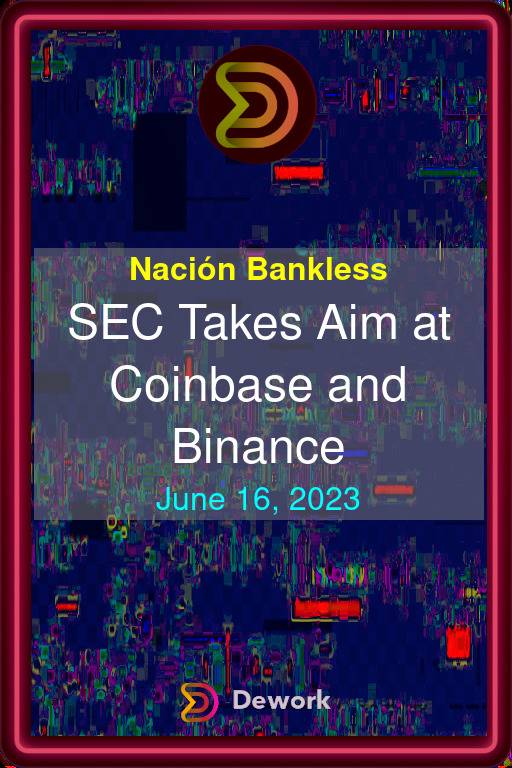 Nación Bankless
SEC Takes Aim at
Coinbase and
Binance
June 16, 2023
Dework